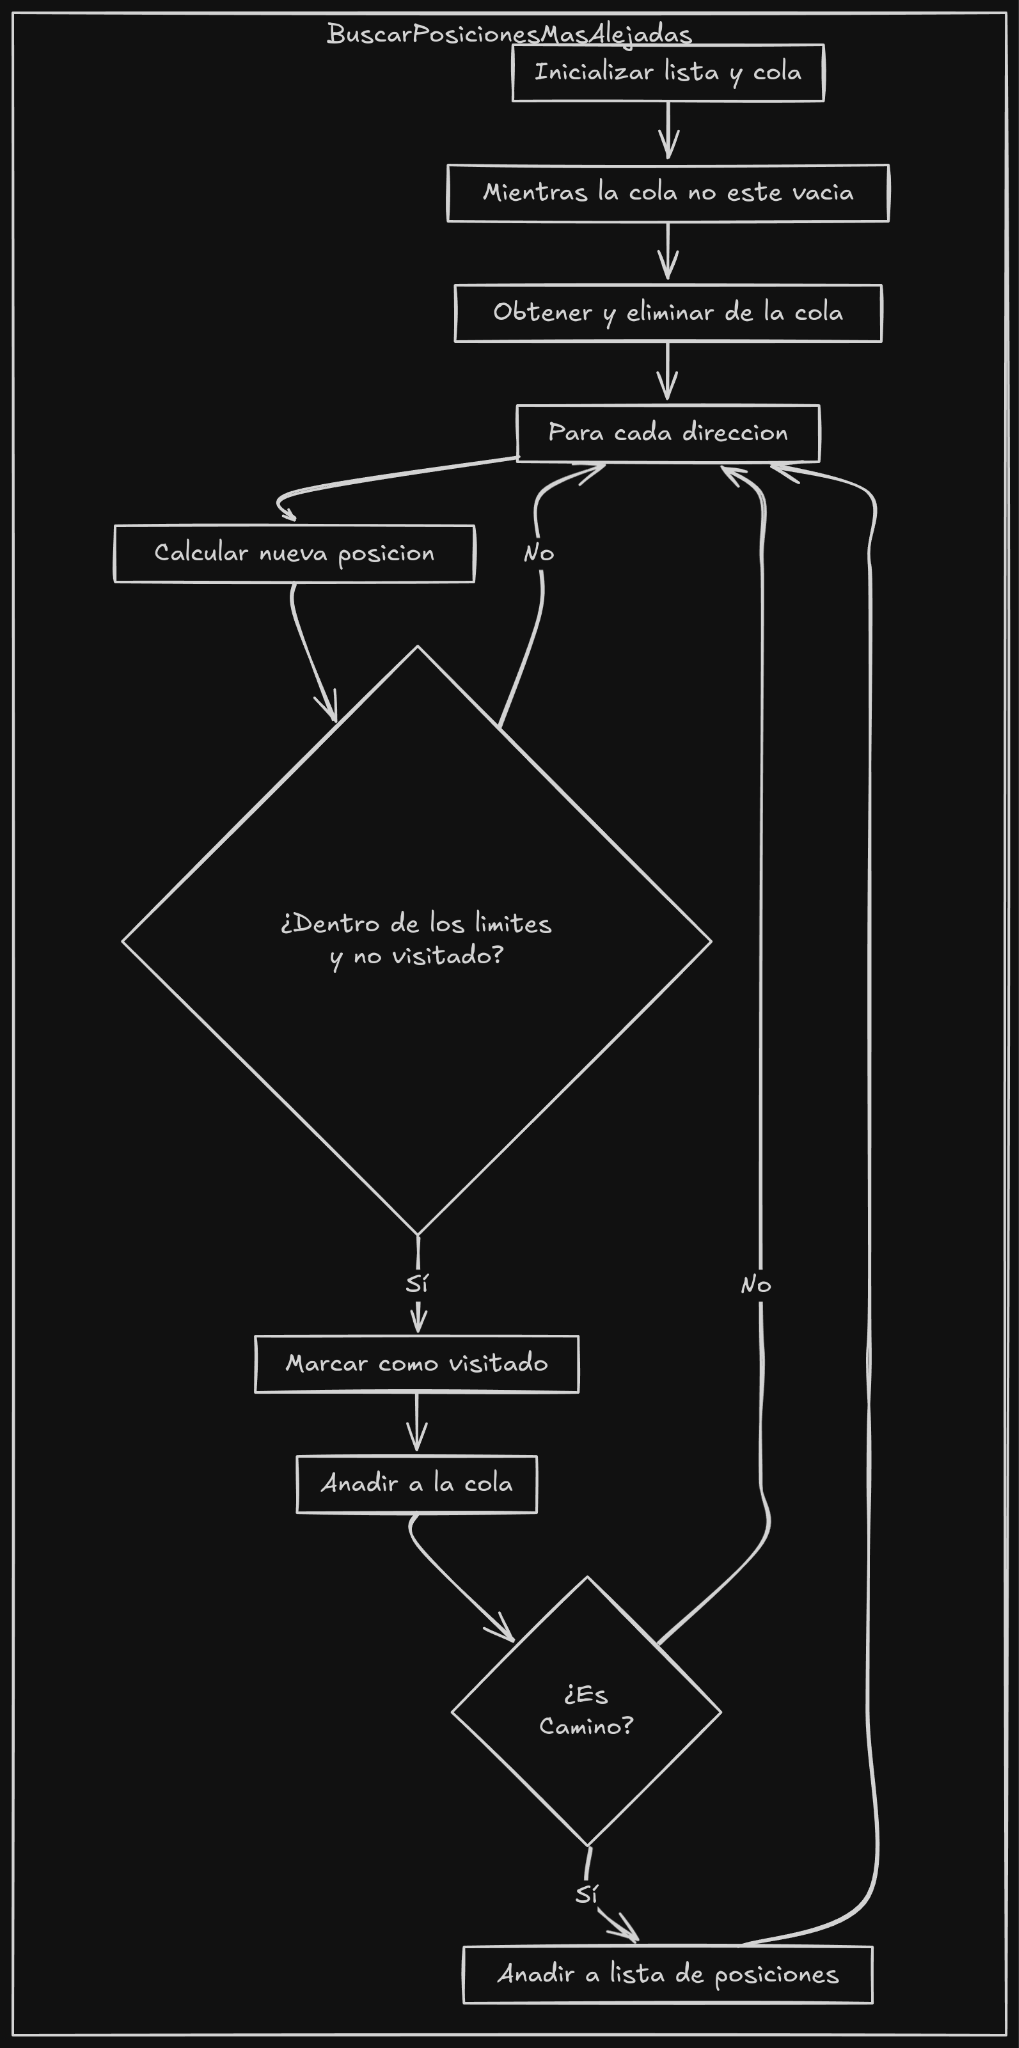 BuscarPosicionesMasAlejadas
Inicializar lista y cola
Mientras la cola no este vacia
Obtener y eliminar de la cola
Para cada direccion
Calcular nueva posicion
No
¿Dentro de los limites
y no visitado?
Sí
No
Marcar como visitado
Anadir a la cola
¿Es
Camino?
Sí
Anadir a lista de posiciones